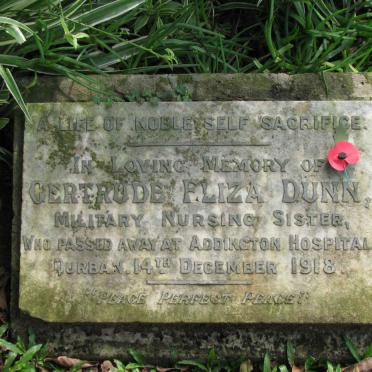 A LIFE OF NOBLE SELF SACRIFICE.
IN LOVING MEMORY OF
GERTRUDE ELIZA DUNN,
MILITARY NURSING SISTER,
WHO PASSED AWAY AT ADDINGTON HOSPITAL
DURBAN, 14TH DECEMBER 1918.
"PEACE PERFECT PEACE!"